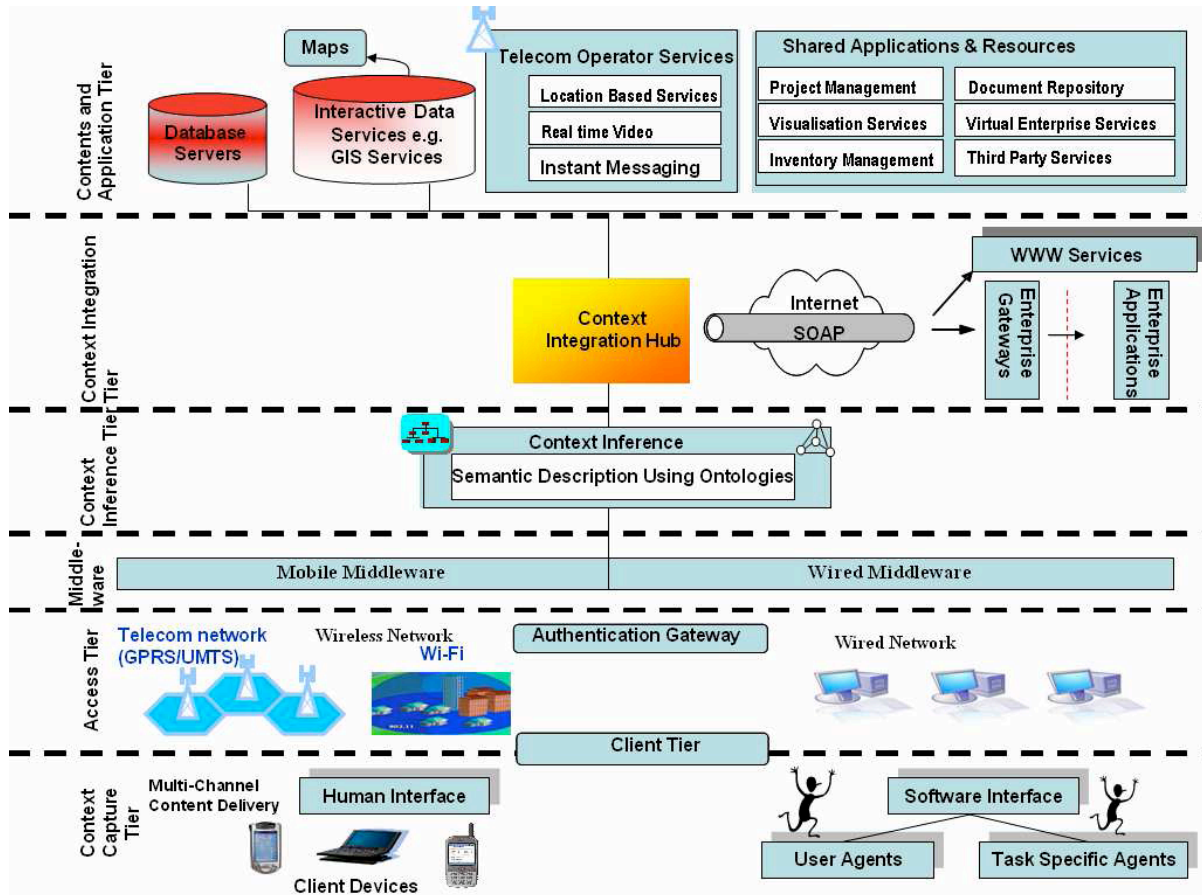 Contents and
Application Tier
Maps
Database
Servers
Interactive Data
Services e.g.
GIS Services
Telecom Operator Services
Location Based Services
Real time Video
Instant Messaging
Shared Applications & Resources
Project Management
Document Repository
Visualisation Services
Virtual Enterprise Services
Inventory Management
Third Party Services
Context Integration
Tier
Context
Integration Hub
Internet
SOAP
WWW Services
Enterprise
Gateways
Enterprise
Applications
Context
Inference Tier
Context Inference
Semantic Description Using Ontologies
Middle-
ware
Mobile Middleware
Wired Middleware
Access Tier
Telecom network
(GPRS/UMTS)
Wireless Network
Wi-Fi
802.11
Authentication Gateway
Wired Network
Client Tier
Context
Capture
Tier
Multi-Channel
Content Delivery
Human Interface
Client Devices
Software Interface
User Agents
Task Specific Agents